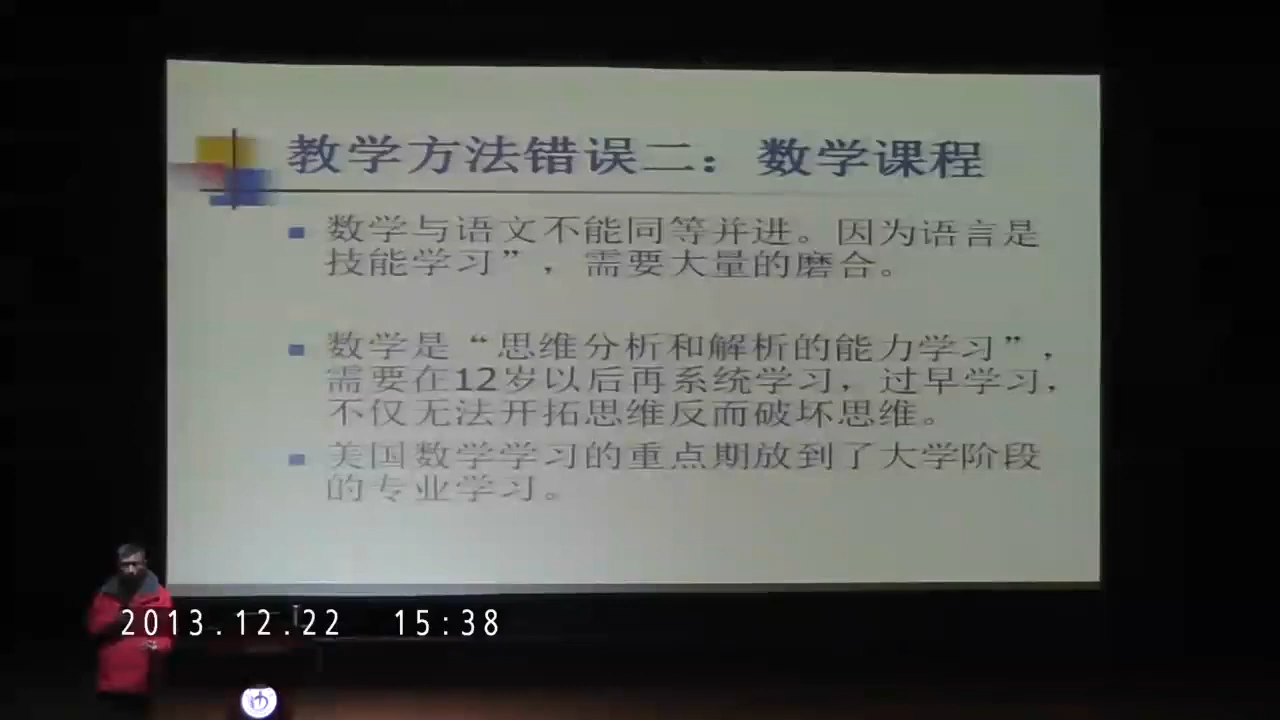 教学方法错误二：数学课程
数学与语文不能同等并进。因为语言是
技能学习”，需要大量的磨合。
数学是“思维分析和解析的能力学习”，
需要在12岁以后再系统学习，过早学习，
不仅无法开拓思维反而破坏思维。
美国数学学习的重点期放到了大学阶段
的专业学习。
2013.12.22 15:38